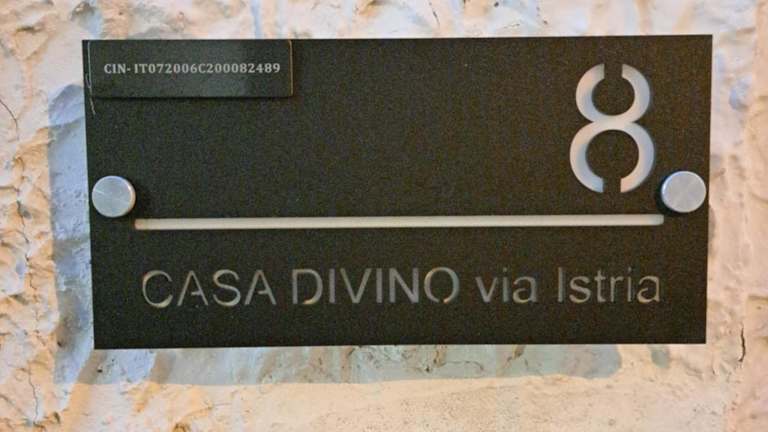 CIN- IT072006C200082489
8
CASA DIVINO via Istria